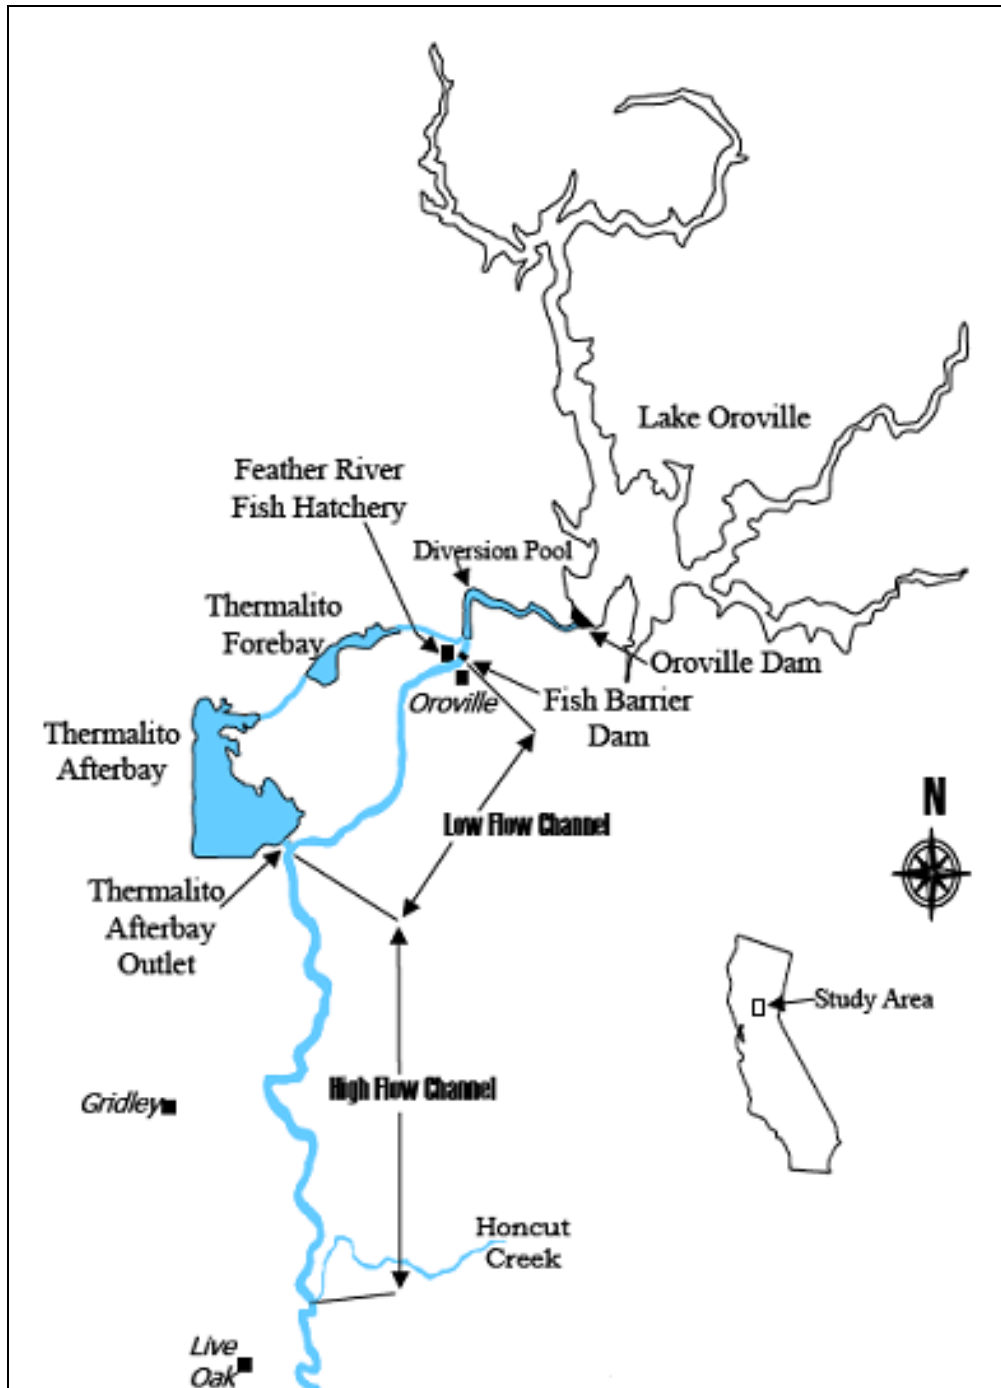 Lake Oroville
Feather River
Fish Hatchery
Diversion Pool
Thermalito
Forebay
Oroville Dam
Oroville
Fish Barrier
Dam
Thermalito
Afterbay
N
Low Flow Channel
Thermalito
Afterbay
Outlet
Study Area
High Flow Channel
Gridley
Honcut
Creek
Live
Oak